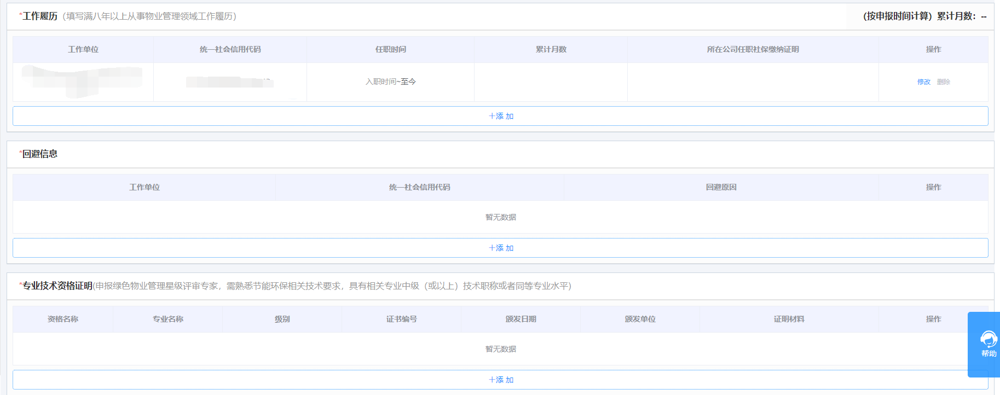 *工作履历（填写满八年以上从事物业管理领域工作履历） （按申报时间计算）累计月数：--
工作单位 统一社会信用代码 任职时间 累计月数 所在公司任职社保缴纳证明 操作
入职时间~至今 修改 删除
+添 加
*回避信息
工作单位 统一社会信用代码 回避原因 操作
暂无数据
+添 加
*专业技术资格证明(申报绿色物业管理星级评审专家，需熟悉节能环保相关技术要求，具有相关专业中级（或以上）技术职称或者同等专业水平)
资格名称 专业名称 级别 证书编号 颁发日期 颁发单位 证明材料 操作
暂无数据
帮助
+添 加